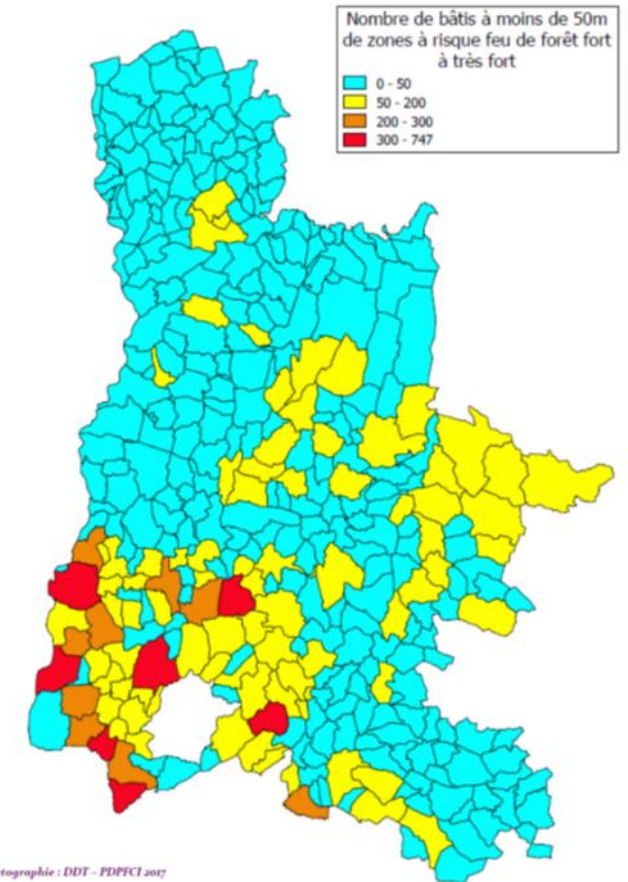 Nombre de bâtis à moins de 50m
de zones à risque feu de forêt fort
à très fort
0 - 50
50 - 200
200 - 300
300 - 747
tographie : DDT - PDPFCI 2017